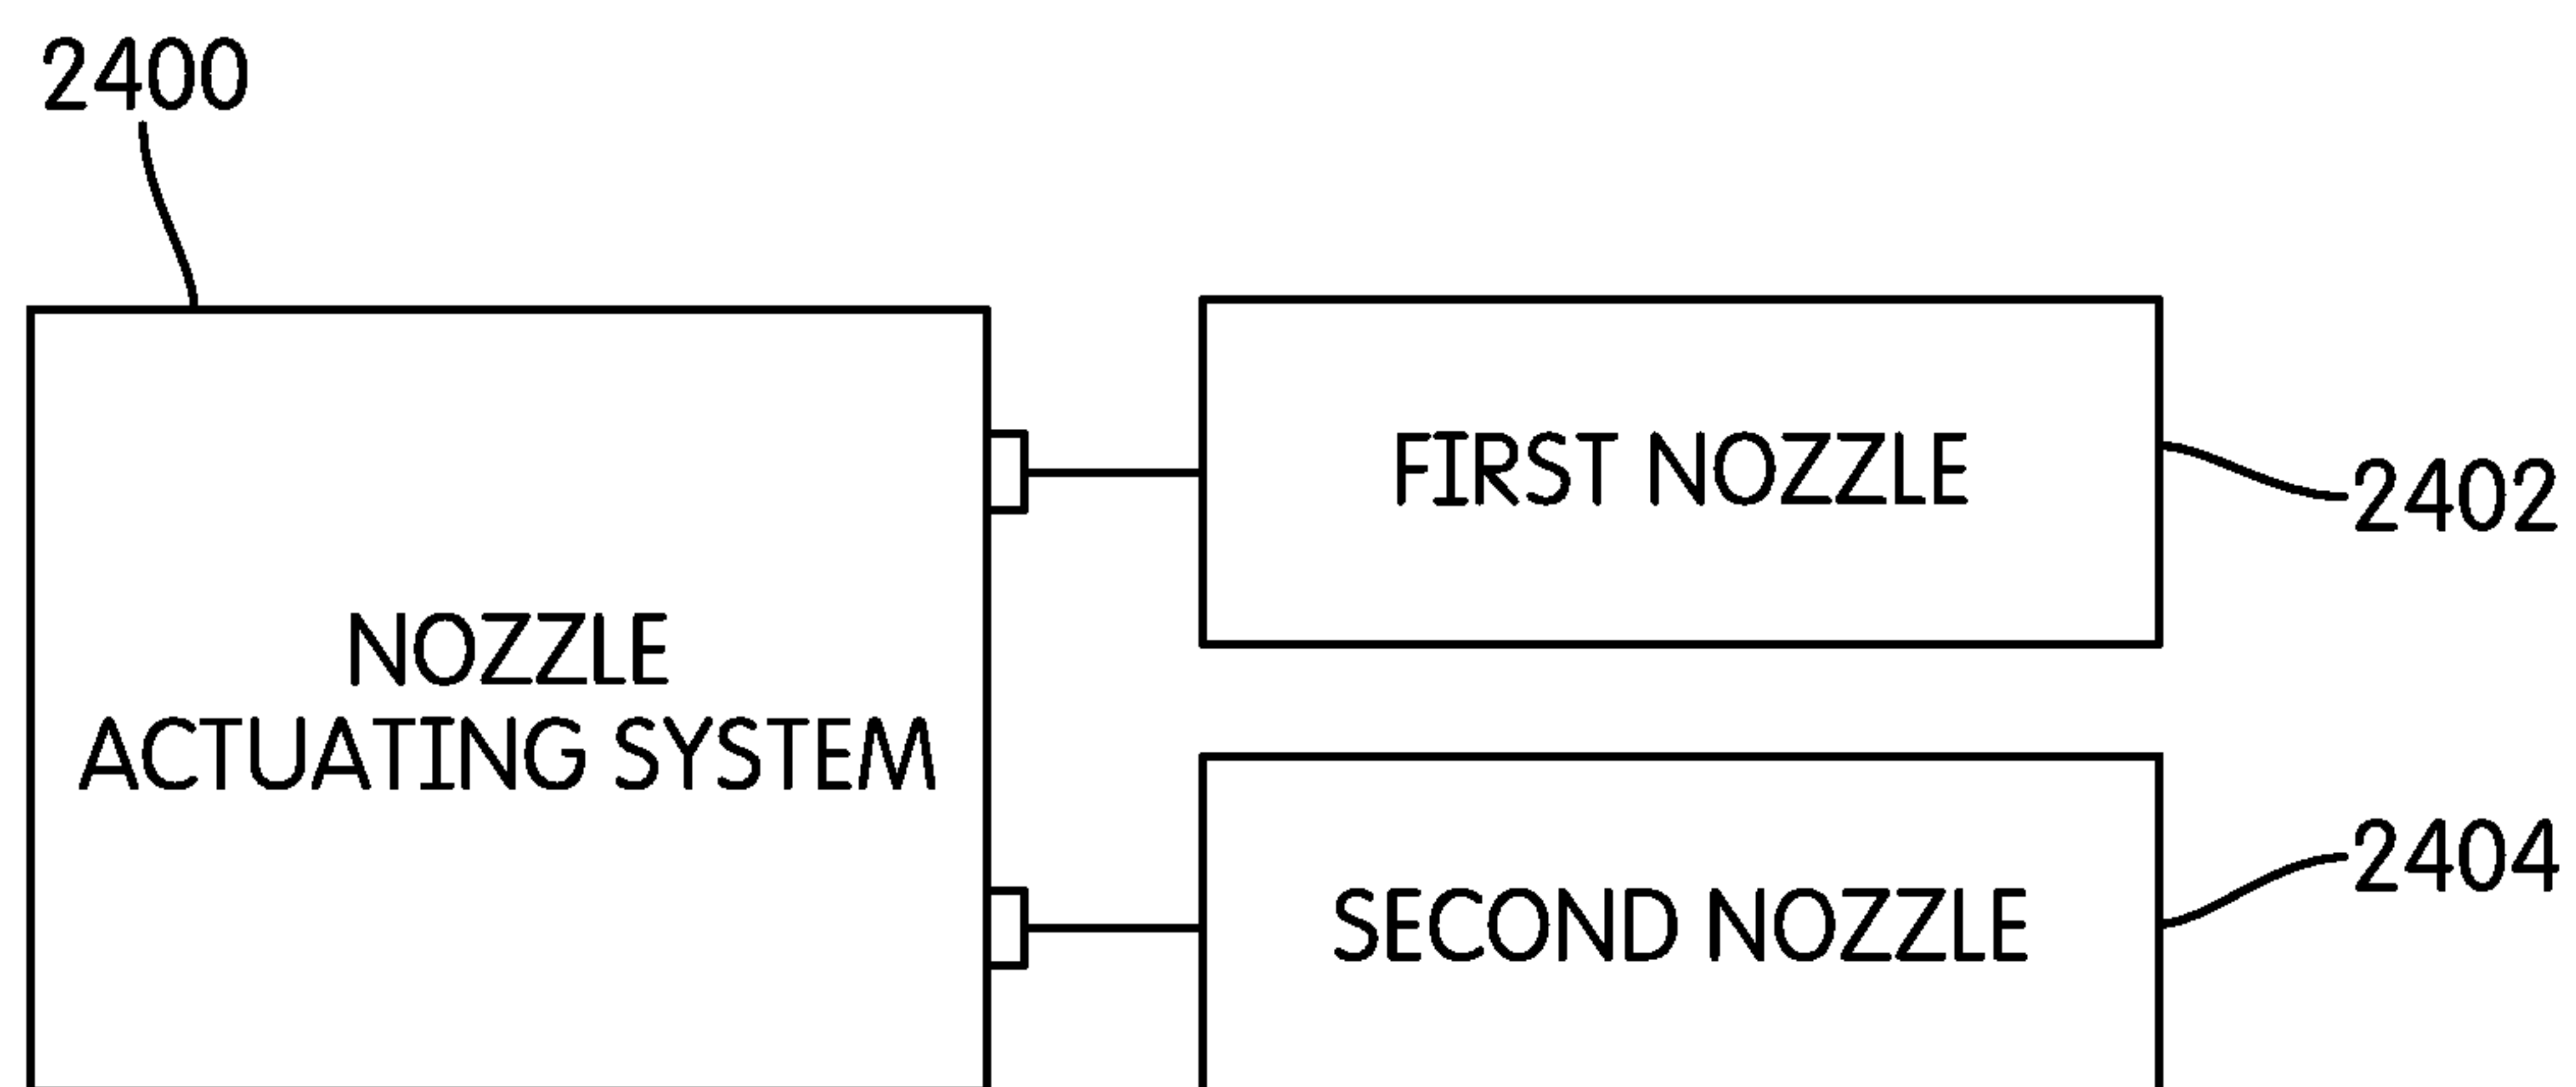 2400
FIRST NOZZLE
2402
NOZZLE
ACTUATING SYSTEM
SECOND NOZZLE
2404